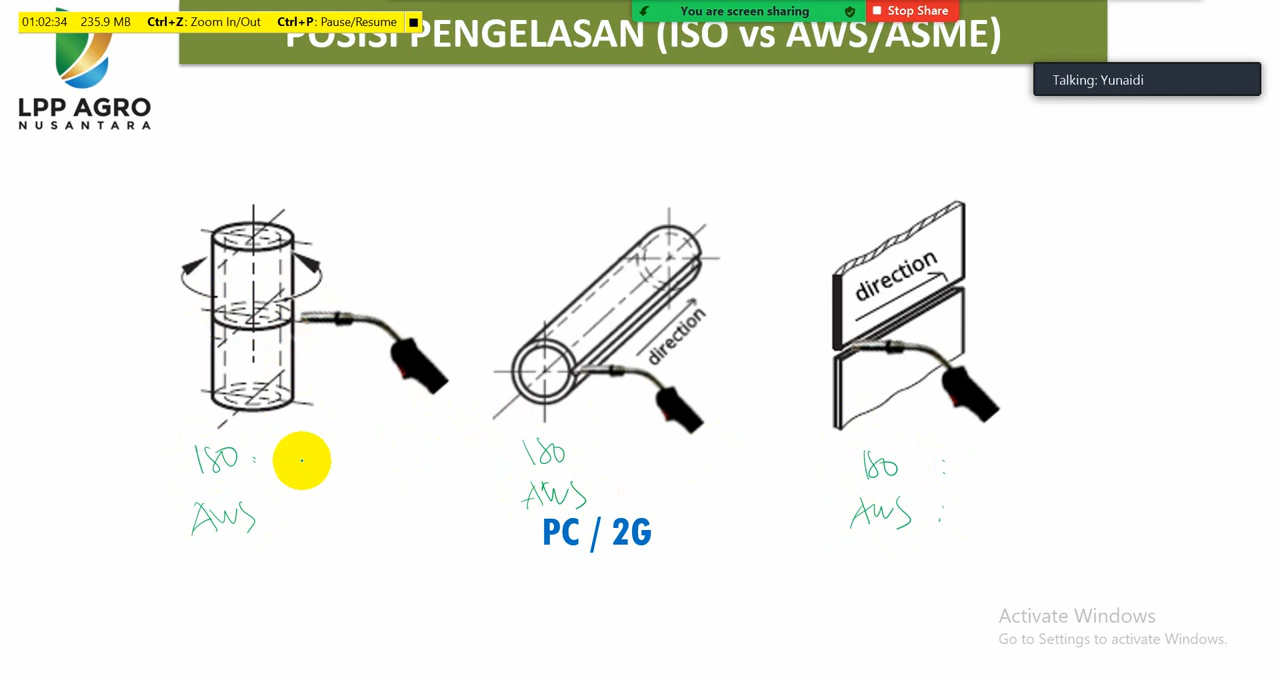 01:02:34 235.9 MB Ctrl+Z: Zoom In/Out Ctrl+P: Pause/Resume
You are screen sharing Stop Share
POSISI PENGELASAN (ISO vs AWS/ASME)
Talking: Yunaidi
LPP AGRO
NUSANTARA
direction
direction
ISO :
AWS
ISO
AWS
PC / 2G
ISO :
AWS :
Activate Windows
Go to Settings to activate Windows.